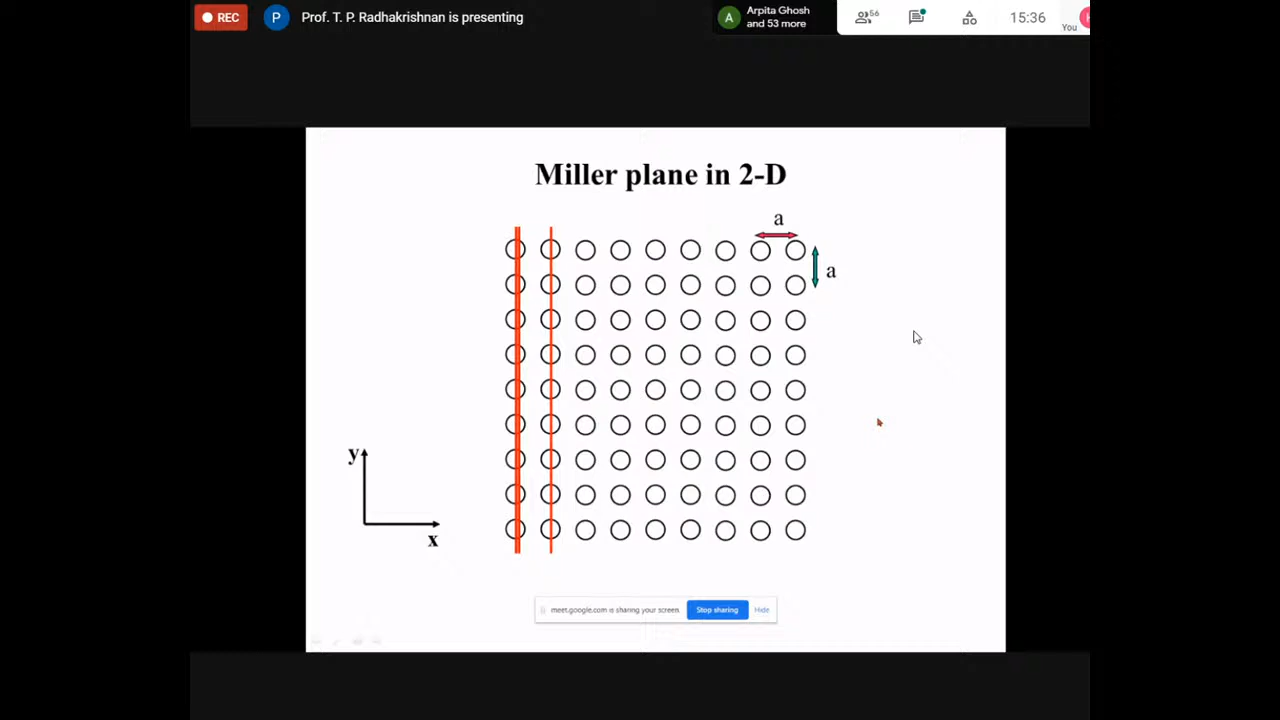 REC
P
Prof. T. P. Radhakrishnan is presenting
A
Arpita Ghosh
and 53 more
56
15:36
You
Miller plane in 2-D
a
a
y
x
meet.google.com is sharing your screen.
Stop sharing
Hide